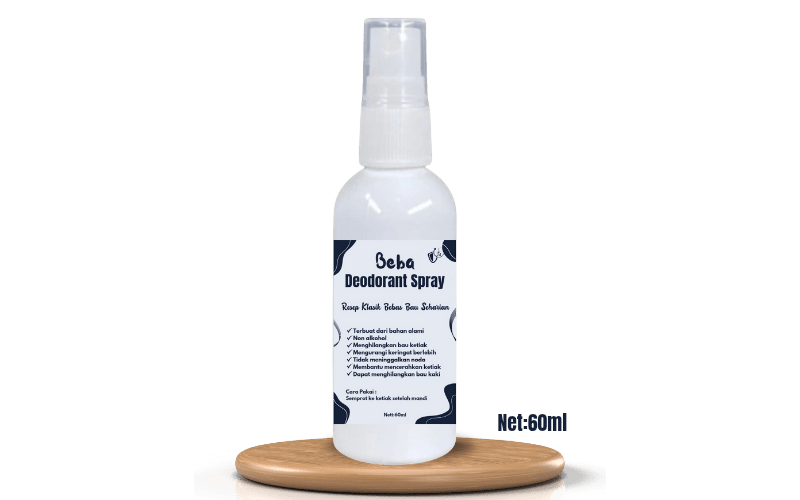 Beba
Deodorant Spray
Resep Klasik Bebas Bau Seharian
✓ Terbuat dari bahan alami
✓ Non alkohol
✓ Menghilangkan bau ketiak
✓ Mengurangi keringat berlebih
✓ Tidak meninggalkan noda
✓ Membantu mencerahkan ketiak
✓ Dapat menghilangkan bau kaki
Cara Pakai :
Semprot ke ketiak setelah mandi
Nett:60ml
Net:60ml